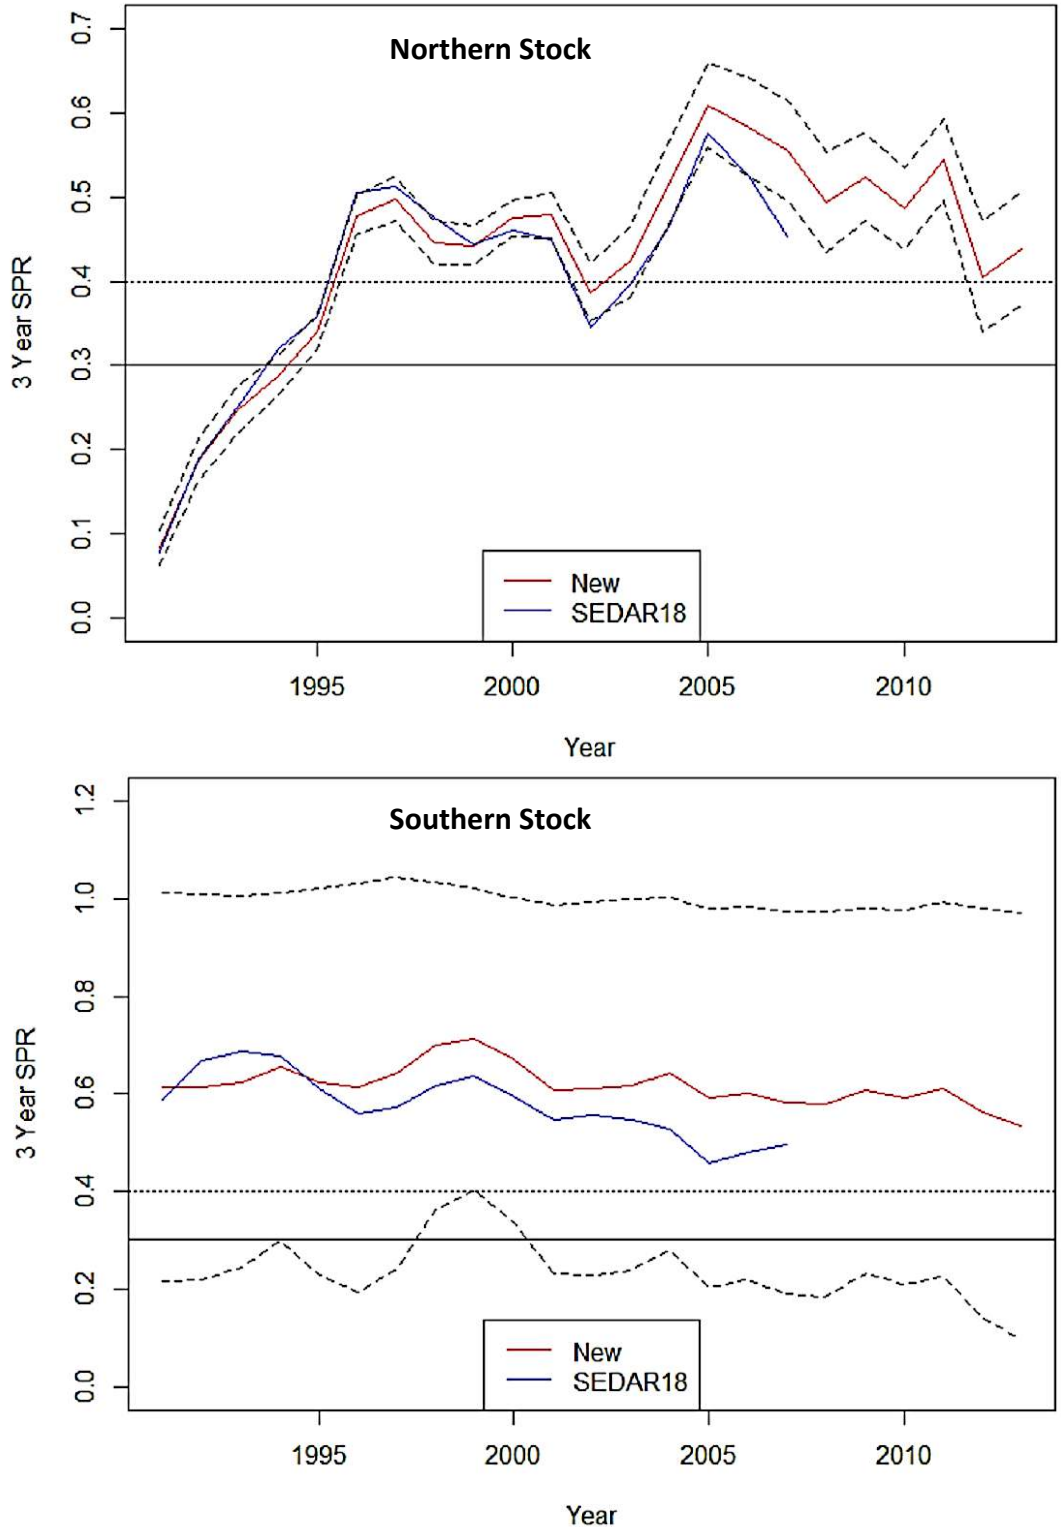 Northern Stock
3 Year SPR
0.7
0.6
0.5
0.4
0.3
0.2
0.1
0.0
New
SEDAR18
1995 2000 2005 2010
Year
Southern Stock
3 Year SPR
1.2
1.0
0.8
0.6
0.4
0.2
0.0
New
SEDAR18
1995 2000 2005 2010
Year